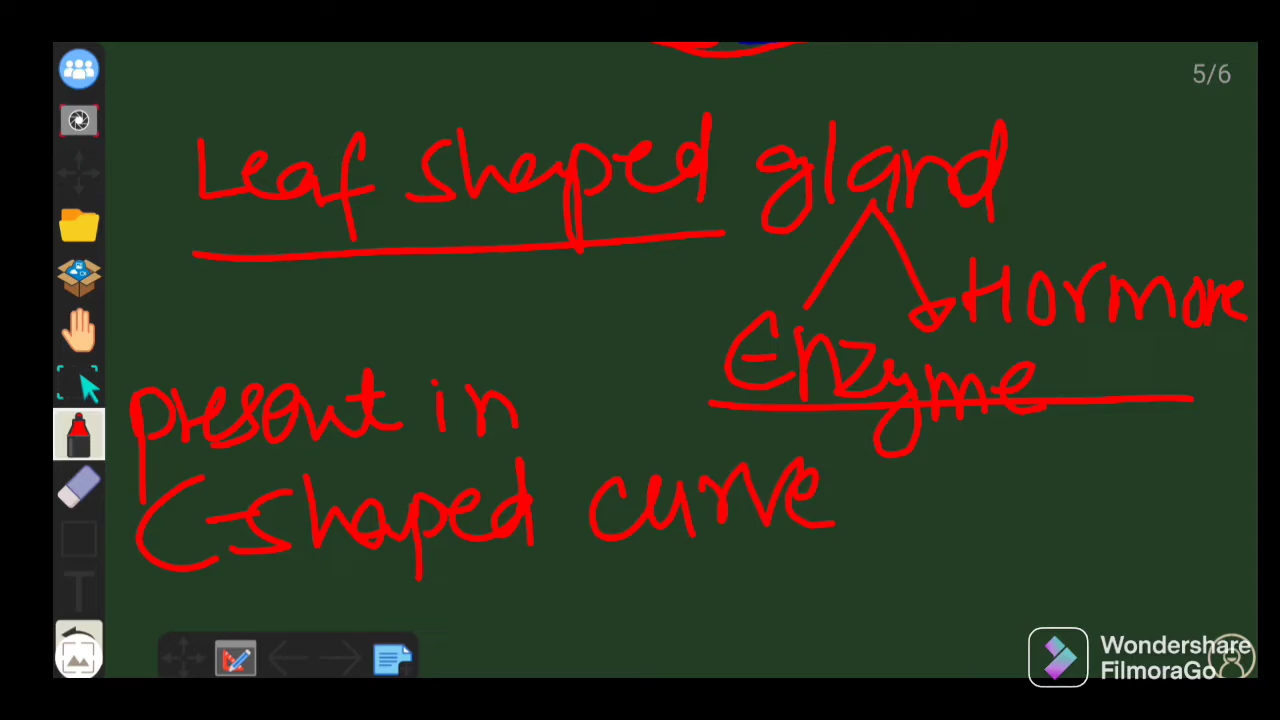 5/6
Leaf shaped gland
Hormone
Enzyme
present in
C-shaped curve
Wondershare
FilmoraGo